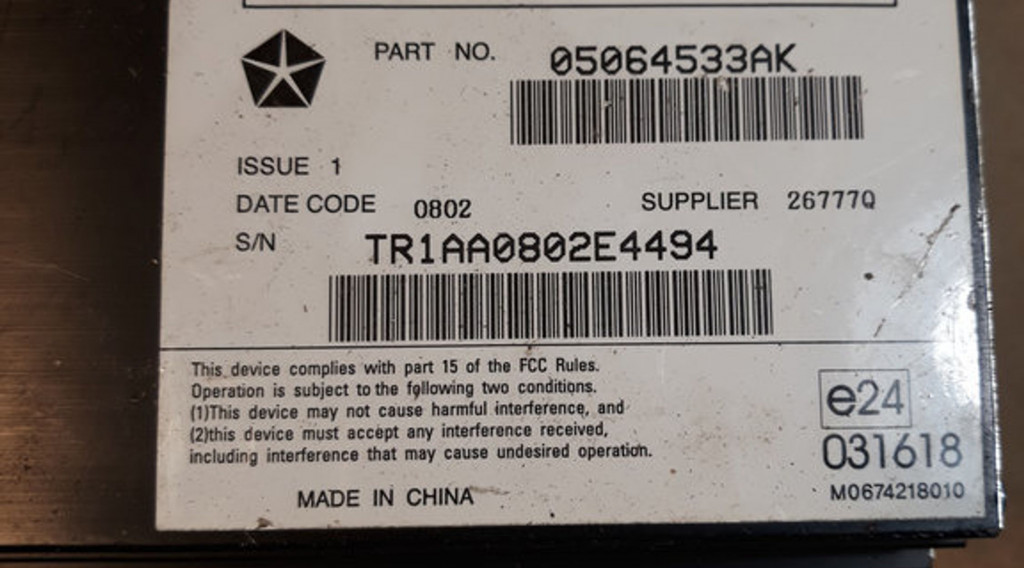 PART NO. 05064533AK
ISSUE 1
DATE CODE 0802 SUPPLIER 26777Q
S/N TR1AA0802E4494
This device complies with part 15 of the FCC Rules.
Operation is subject to the following two conditions.
(1)This device may not cause harmful interference, and
(2)this device must accept any interference received,
including interference that may cause undesired operation.
e24
031618
MADE IN CHINA
M0674218010